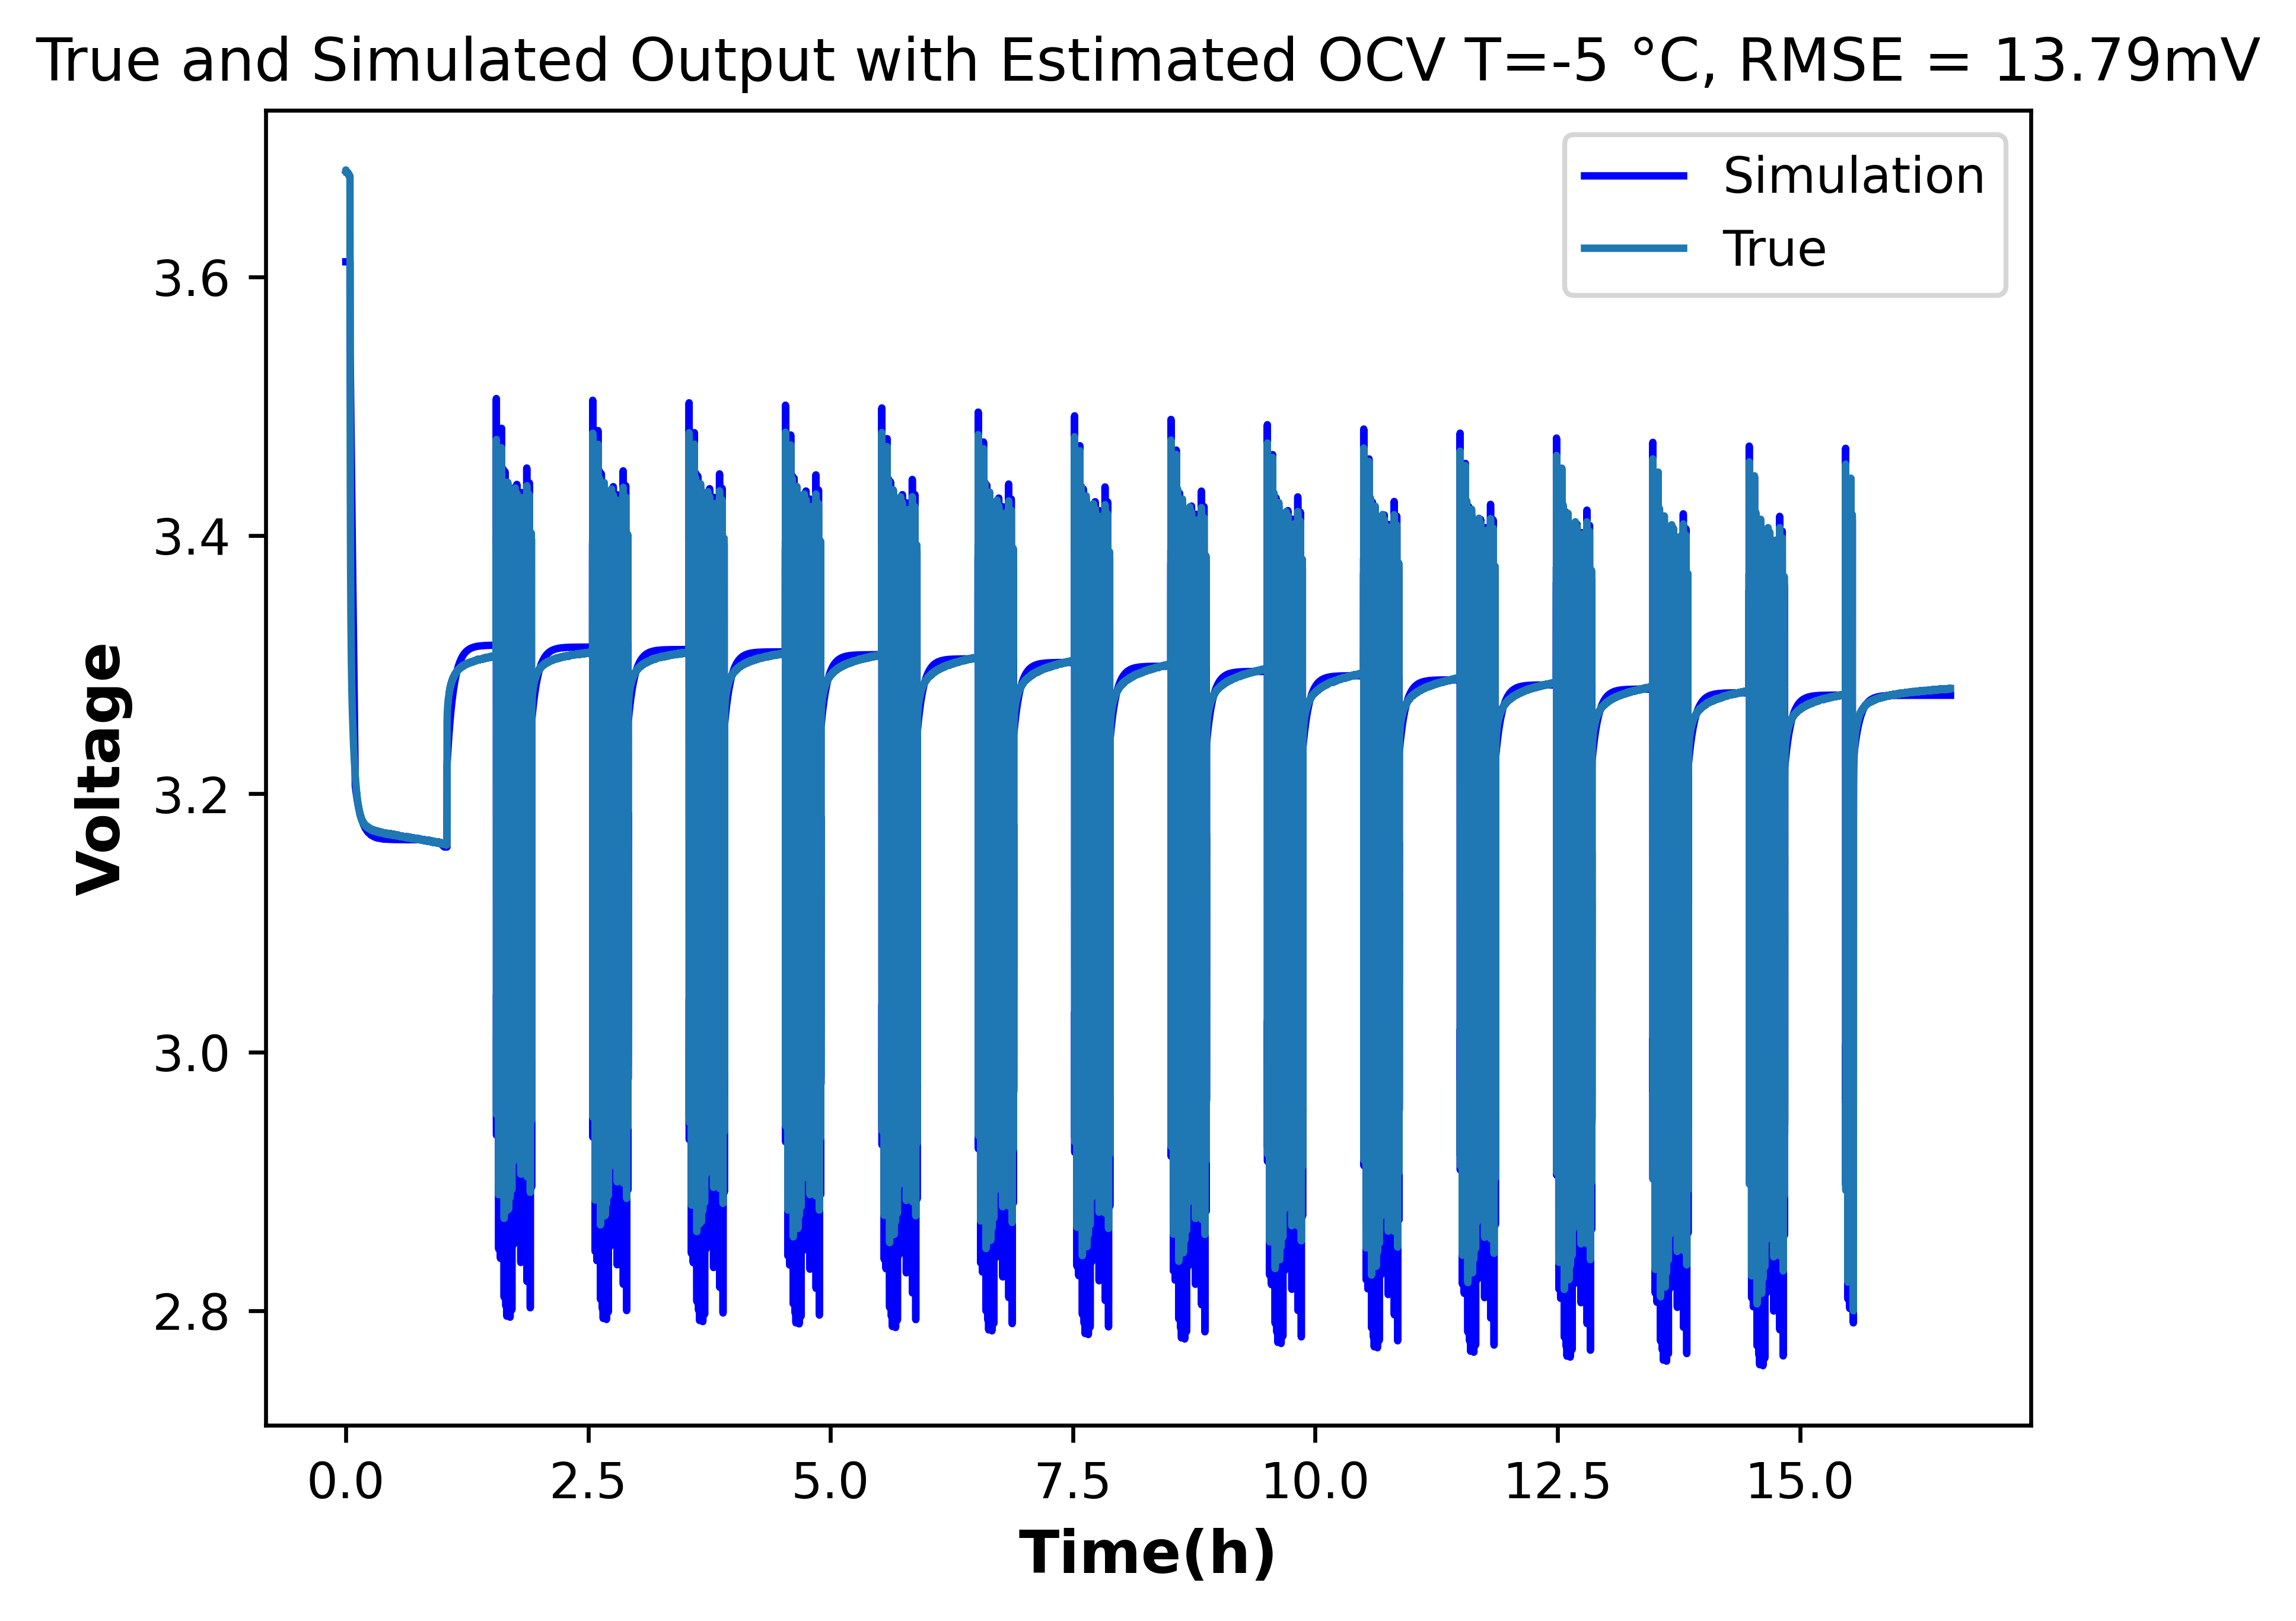 True and Simulated Output with Estimated OCV T=-5 °C, RMSE = 13.79mV
Simulation
True
3.6
3.4
3.2
3.0
2.8
Voltage
0.0 2.5 5.0 7.5 10.0 12.5 15.0
Time(h)